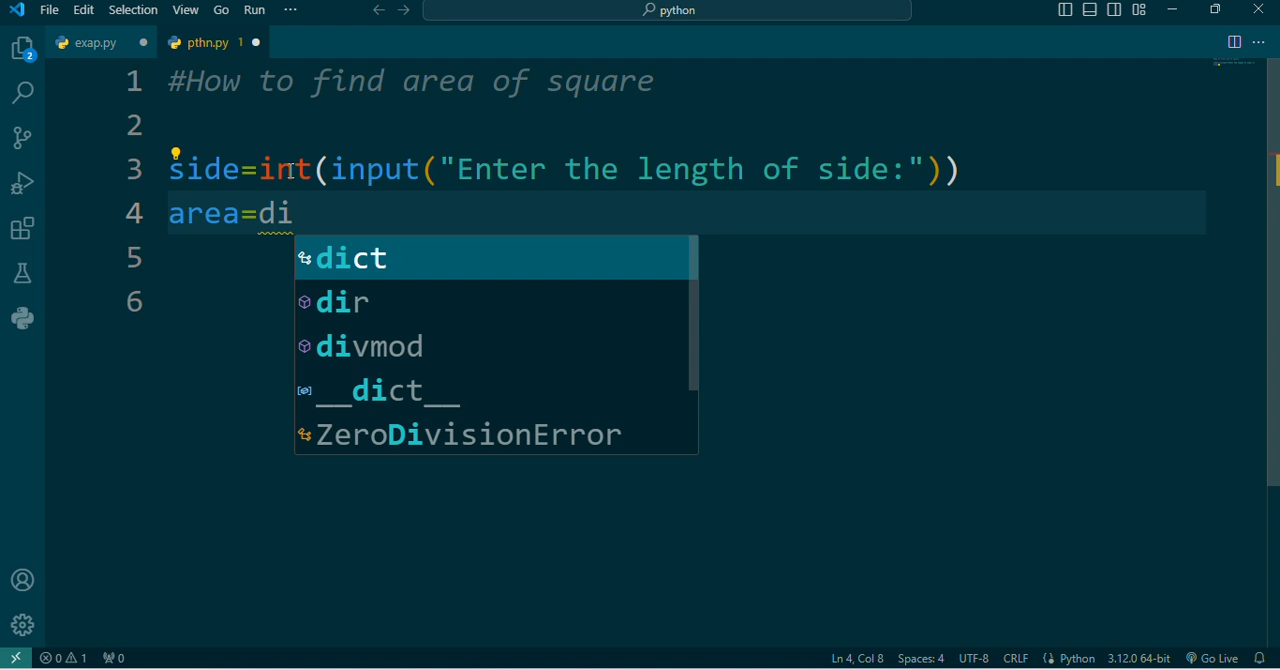 File Edit Selection View Go Run ··· python
exap.py pthn.py 1
1 #How to find area of square
2
3 side=int(input("Enter the length of side:"))
4 area=di
5
6
dict
dir
divmod
__dict__
ZeroDivisionError
2
0 1 0 Ln 4, Col 8 Spaces: 4 UTF-8 CRLF Python 3.12.0 64-bit Go Live